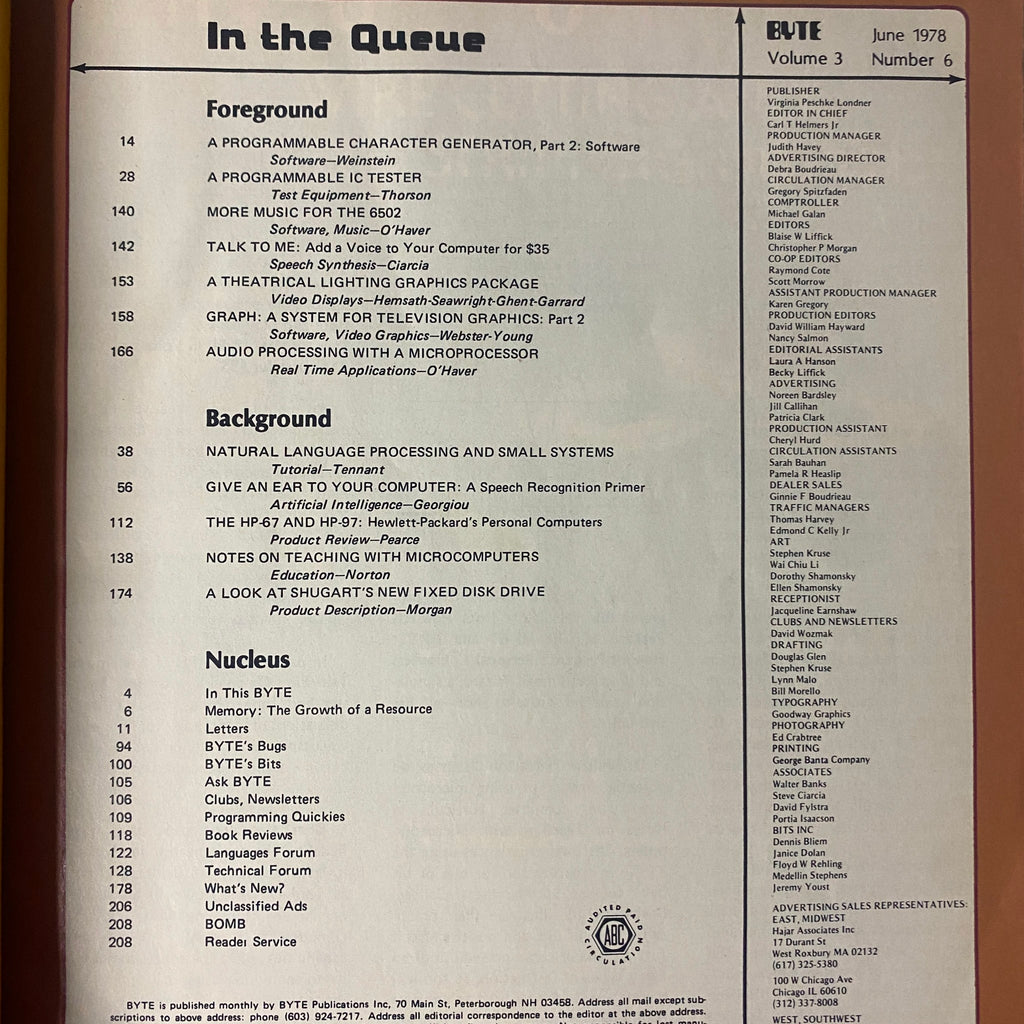 In the Queue
Foreground
14 A PROGRAMMABLE CHARACTER GENERATOR, Part 2: Software
Software—Weinstein
28 A PROGRAMMABLE IC TESTER
Test Equipment—Thorson
140 MORE MUSIC FOR THE 6502
Software, Music—O'Haver
142 TALK TO ME: Add a Voice to Your Computer for $35
Speech Synthesis—Ciarcia
153 A THEATRICAL LIGHTING GRAPHICS PACKAGE
Video Displays—Hemsath-Seawright-Ghent-Garrard
158 GRAPH: A SYSTEM FOR TELEVISION GRAPHICS: Part 2
Software, Video Graphics—Webster-Young
166 AUDIO PROCESSING WITH A MICROPROCESSOR
Real Time Applications—O'Haver
Background
38 NATURAL LANGUAGE PROCESSING AND SMALL SYSTEMS
Tutorial—Tennant
56 GIVE AN EAR TO YOUR COMPUTER: A Speech Recognition Primer
Artificial Intelligence—Georgiou
112 THE HP-67 AND HP-97: Hewlett-Packard's Personal Computers
Product Review—Pearce
138 NOTES ON TEACHING WITH MICROCOMPUTERS
Education—Norton
174 A LOOK AT SHUGART'S NEW FIXED DISK DRIVE
Product Description—Morgan
Nucleus
4 In This BYTE
6 Memory: The Growth of a Resource
11 Letters
94 BYTE's Bugs
100 BYTE's Bits
105 Ask BYTE
106 Clubs, Newsletters
109 Programming Quickies
118 Book Reviews
122 Languages Forum
128 Technical Forum
178 What's New?
206 Unclassified Ads
208 BOMB
208 Reader Service
AUDITED PAID
ABC
CIRCULATION
BYTE is published monthly by BYTE Publications Inc, 70 Main St, Peterborough NH 03458. Address all mail except sub-
scriptions to above address: phone (603) 924-7217. Address all editorial correspondence to the editor at the above address.
BYTE June 1978
Volume 3 Number 6
PUBLISHER
Virginia Peschke Londner
EDITOR IN CHIEF
Carl T Helmers Jr
PRODUCTION MANAGER
Judith Havey
ADVERTISING DIRECTOR
Debra Boudrieau
CIRCULATION MANAGER
Gregory Spitzfaden
COMPTROLLER
Michael Galan
EDITORS
Blaise W Liffick
Christopher P Morgan
CO-OP EDITORS
Raymond Cote
Scott Morrow
ASSISTANT PRODUCTION MANAGER
Karen Gregory
PRODUCTION EDITORS
David William Hayward
Nancy Salmon
EDITORIAL ASSISTANTS
Laura A Hanson
Becky Liffick
ADVERTISING
Noreen Bardsley
Jill Callihan
Patricia Clark
PRODUCTION ASSISTANT
Cheryl Hurd
CIRCULATION ASSISTANTS
Sarah Bauhan
Pamela R Heaslip
DEALER SALES
Ginnie F Boudrieau
TRAFFIC MANAGERS
Thomas Harvey
Edmond C Kelly Jr
ART
Stephen Kruse
Wai Chiu Li
Dorothy Shamonsky
Ellen Shamonsky
RECEPTIONIST
Jacqueline Earnshaw
CLUBS AND NEWSLETTERS
David Wozmak
DRAFTING
Douglas Glen
Stephen Kruse
Lynn Malo
Bill Morello
TYPOGRAPHY
Goodway Graphics
PHOTOGRAPHY
Ed Crabtree
PRINTING
George Banta Company
ASSOCIATES
Walter Banks
Steve Ciarcia
David Fylstra
Portia Isaacson
BITS INC
Dennis Bliem
Janice Dolan
Floyd W Rehling
Medellin Stephens
Jeremy Youst
ADVERTISING SALES REPRESENTATIVES:
EAST, MIDWEST
Hajar Associates Inc
17 Durant St
West Roxbury MA 02132
(617) 325-5380
100 W Chicago Ave
Chicago IL 60610
(312) 337-8008
WEST, SOUTHWEST